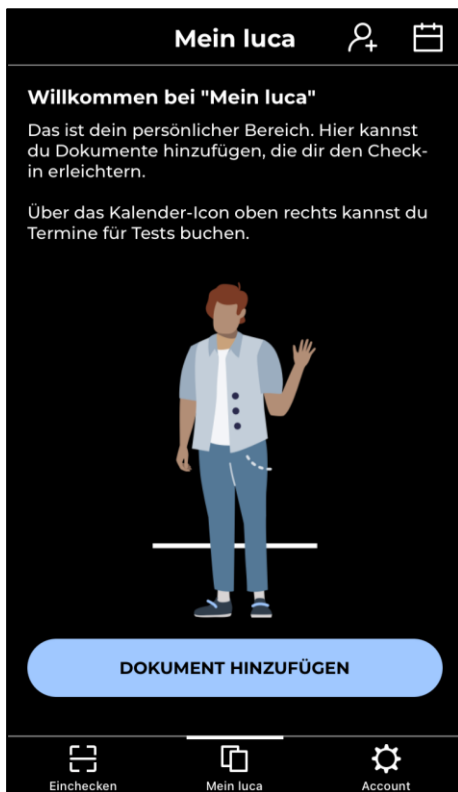 Mein luca
Willkommen bei "Mein luca"
Das ist dein persönlicher Bereich. Hier kannst
du Dokumente hinzufügen, die dir den Check-
in erleichtern.
Über das Kalender-Icon oben rechts kannst du
Termine für Tests buchen.
DOKUMENT HINZUFÜGEN
Einchecken
Mein luca
Account